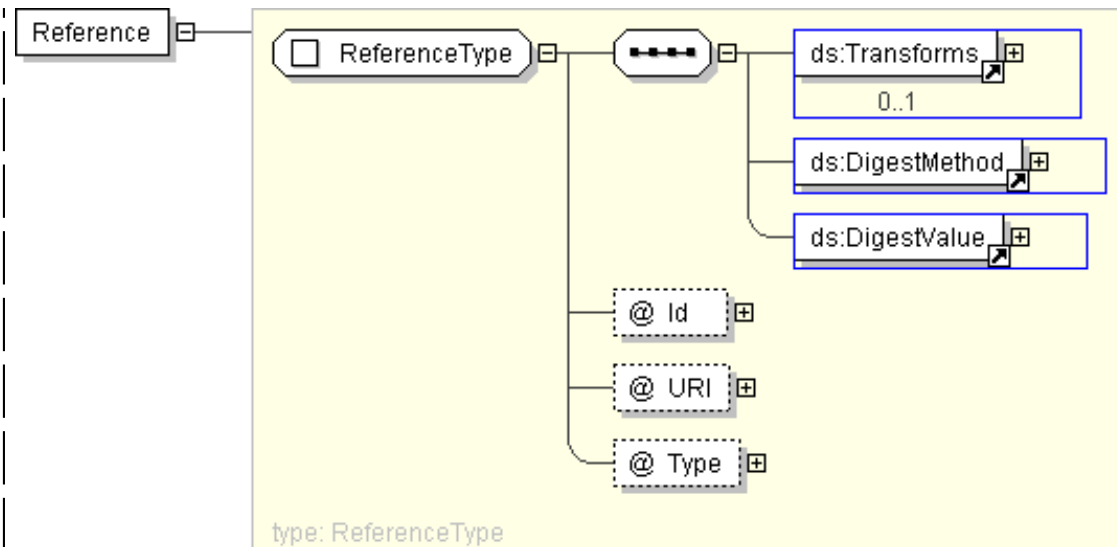 Reference
ReferenceType
ds:Transforms
0..1
ds:DigestMethod
ds:DigestValue
@ Id
@ URI
@ Type
type: ReferenceType